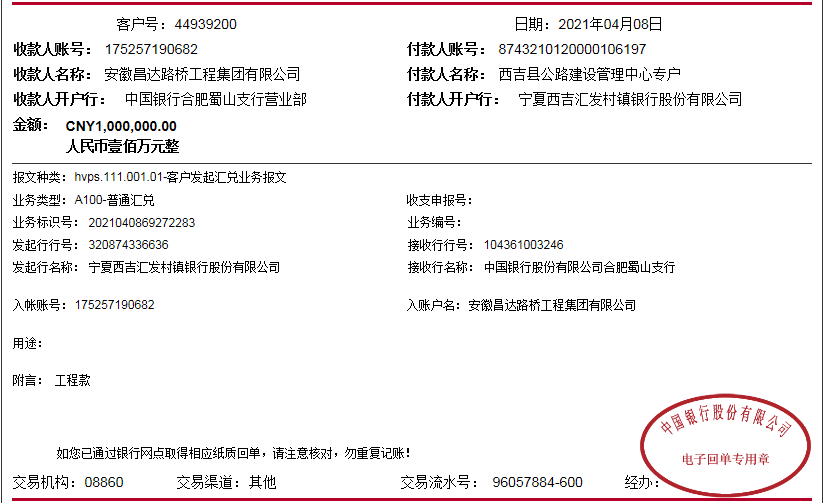 客户号：44939200 日期：2021年04月08日
收款人账号：175257190682 付款人账号：8743210120000106197
收款人名称：安徽昌达路桥工程集团有限公司 付款人名称：西吉县公路建设管理中心专户
收款人开户行：中国银行合肥蜀山支行营业部 付款人开户行：宁夏西吉汇发村镇银行股份有限公司
金额：CNY1,000,000.00
人民币壹佰万元整
报文种类：hvps.111.001.01-客户发起汇兑业务报文
业务类型：A100-普通汇兑 收支申报号：
业务标识号：2021040869272283 业务编号：
发起行行号：320874336636 接收行行号：104361003246
发起行名称：宁夏西吉汇发村镇银行股份有限公司 接收行名称：中国银行股份有限公司合肥蜀山支行
入帐账号：175257190682 入账户名：安徽昌达路桥工程集团有限公司
用途：
附言：工程款
中国银行股份有限公司
电子回单专用章
如您已通过银行网点取得相应纸质回单，请注意核对，勿重复记账！
交易机构：08860 交易渠道：其他 交易流水号：96057884-600 经办：